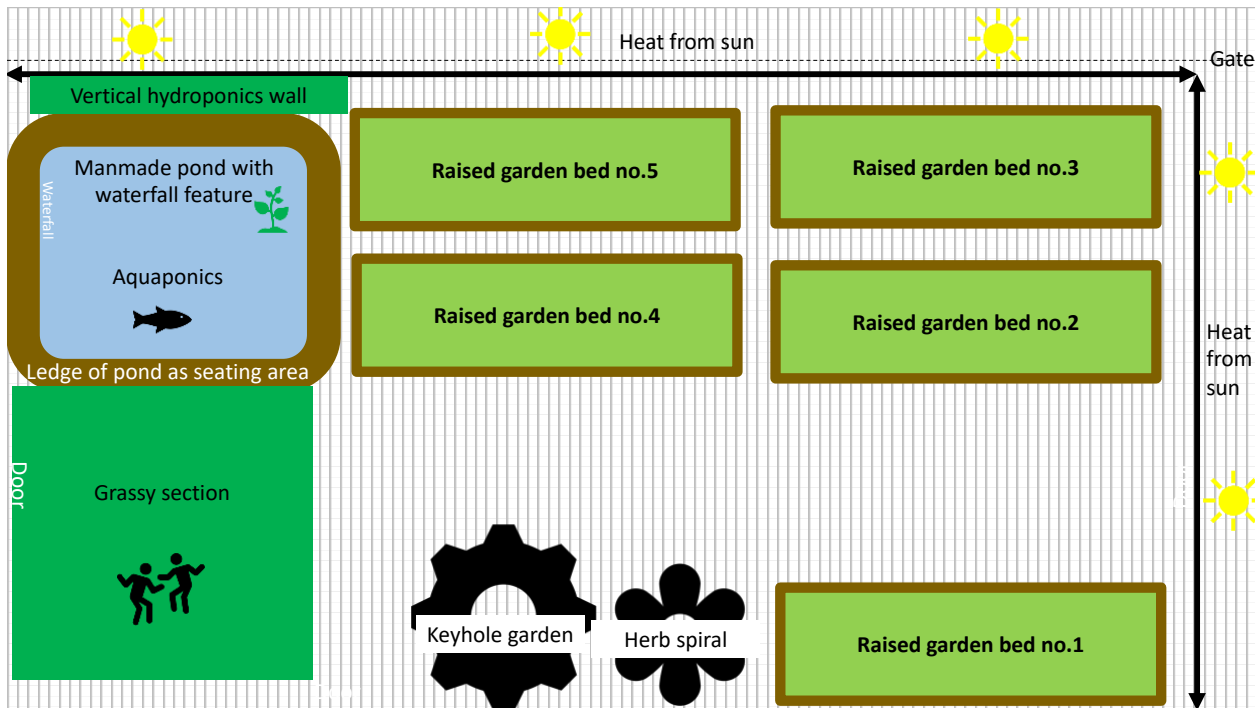 Heat from sun
Gate
Vertical hydroponics wall
Manmade pond with
waterfall feature
Waterfall
Aquaponics
Ledge of pond as seating area
Raised garden bed no.5
Raised garden bed no.3
Raised garden bed no.4
Raised garden bed no.2
Heat
from
sun
Door
Grassy section
Keyhole garden
Herb spiral
Raised garden bed no.1
Door